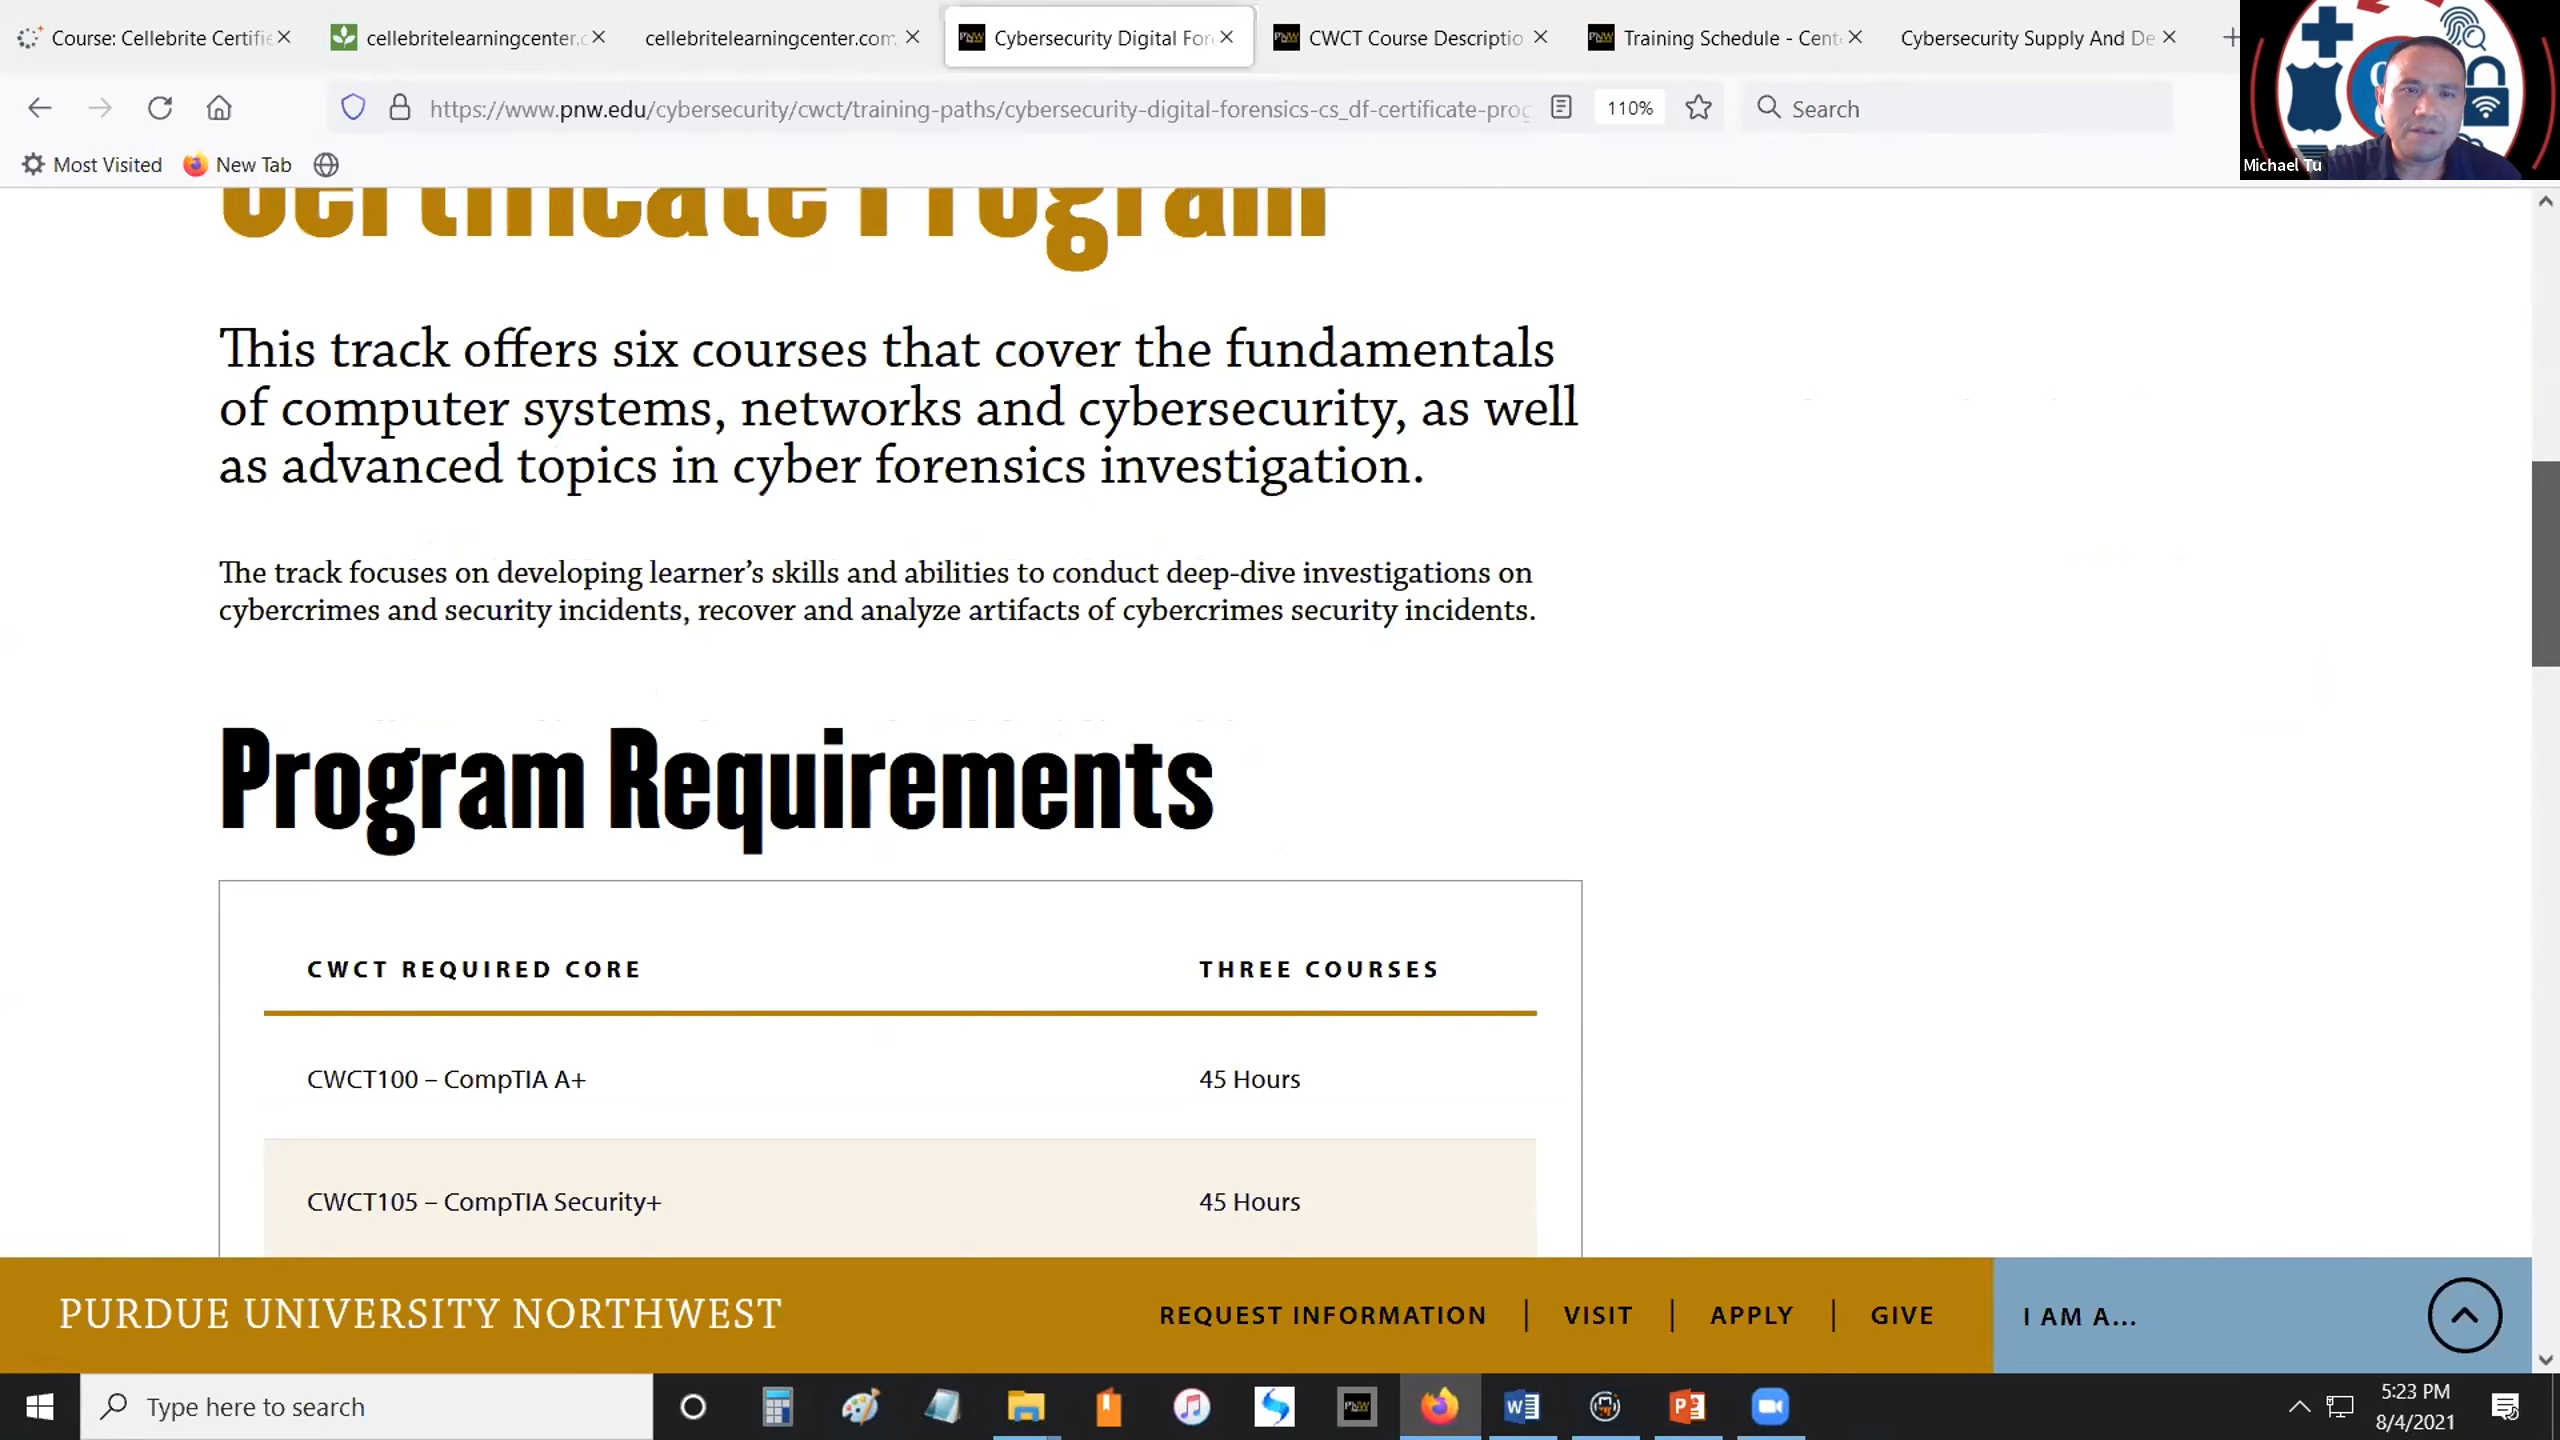 Course: Cellebrite Certifie
cellebritelearningcenter.c
cellebritelearningcenter.com
Cybersecurity Digital For
CWCT Course Descriptio
Training Schedule - Cent
Cybersecurity Supply And De
https://www.pnw.edu/cybersecurity/cwct/training-paths/cybersecurity-digital-forensics-cs_df-certificate-prog
110%
Search
Most Visited
New Tab
Michael Tu
Certificate Program
This track offers six courses that cover the fundamentals
of computer systems, networks and cybersecurity, as well
as advanced topics in cyber forensics investigation.
The track focuses on developing learner's skills and abilities to conduct deep-dive investigations on
cybercrimes and security incidents, recover and analyze artifacts of cybercrimes security incidents.
Program Requirements
CWCT REQUIRED CORE THREE COURSES
CWCT100 – CompTIA A+ 45 Hours
CWCT105 – CompTIA Security+ 45 Hours
PURDUE UNIVERSITY NORTHWEST
REQUEST INFORMATION | VISIT | APPLY | GIVE
I AM A...
Type here to search
5:23 PM
8/4/2021